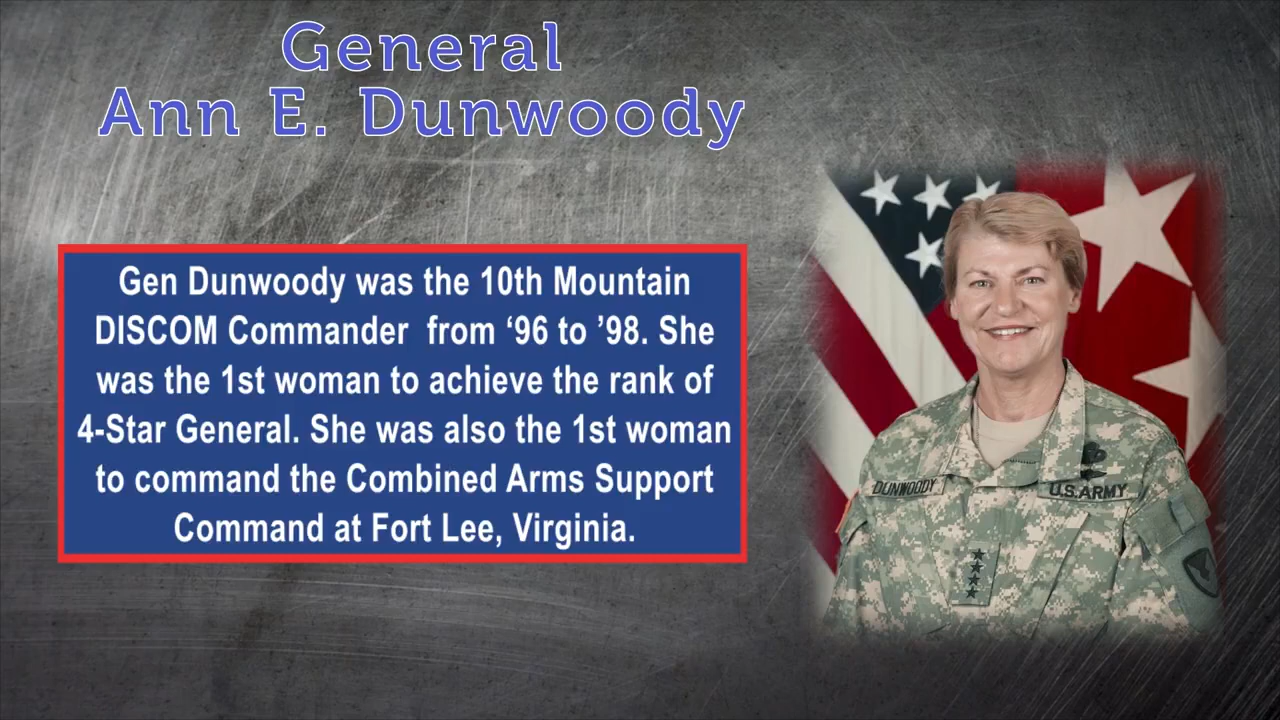 General
Ann E. Dunwoody
Gen Dunwoody was the 10th Mountain
DISCOM Commander  from ‘96 to ’98. She
was the 1st woman to achieve the rank of
4-Star General. She was also the 1st woman
to command the Combined Arms Support
Command at Fort Lee, Virginia.
DUNWOODY
U.S.ARMY